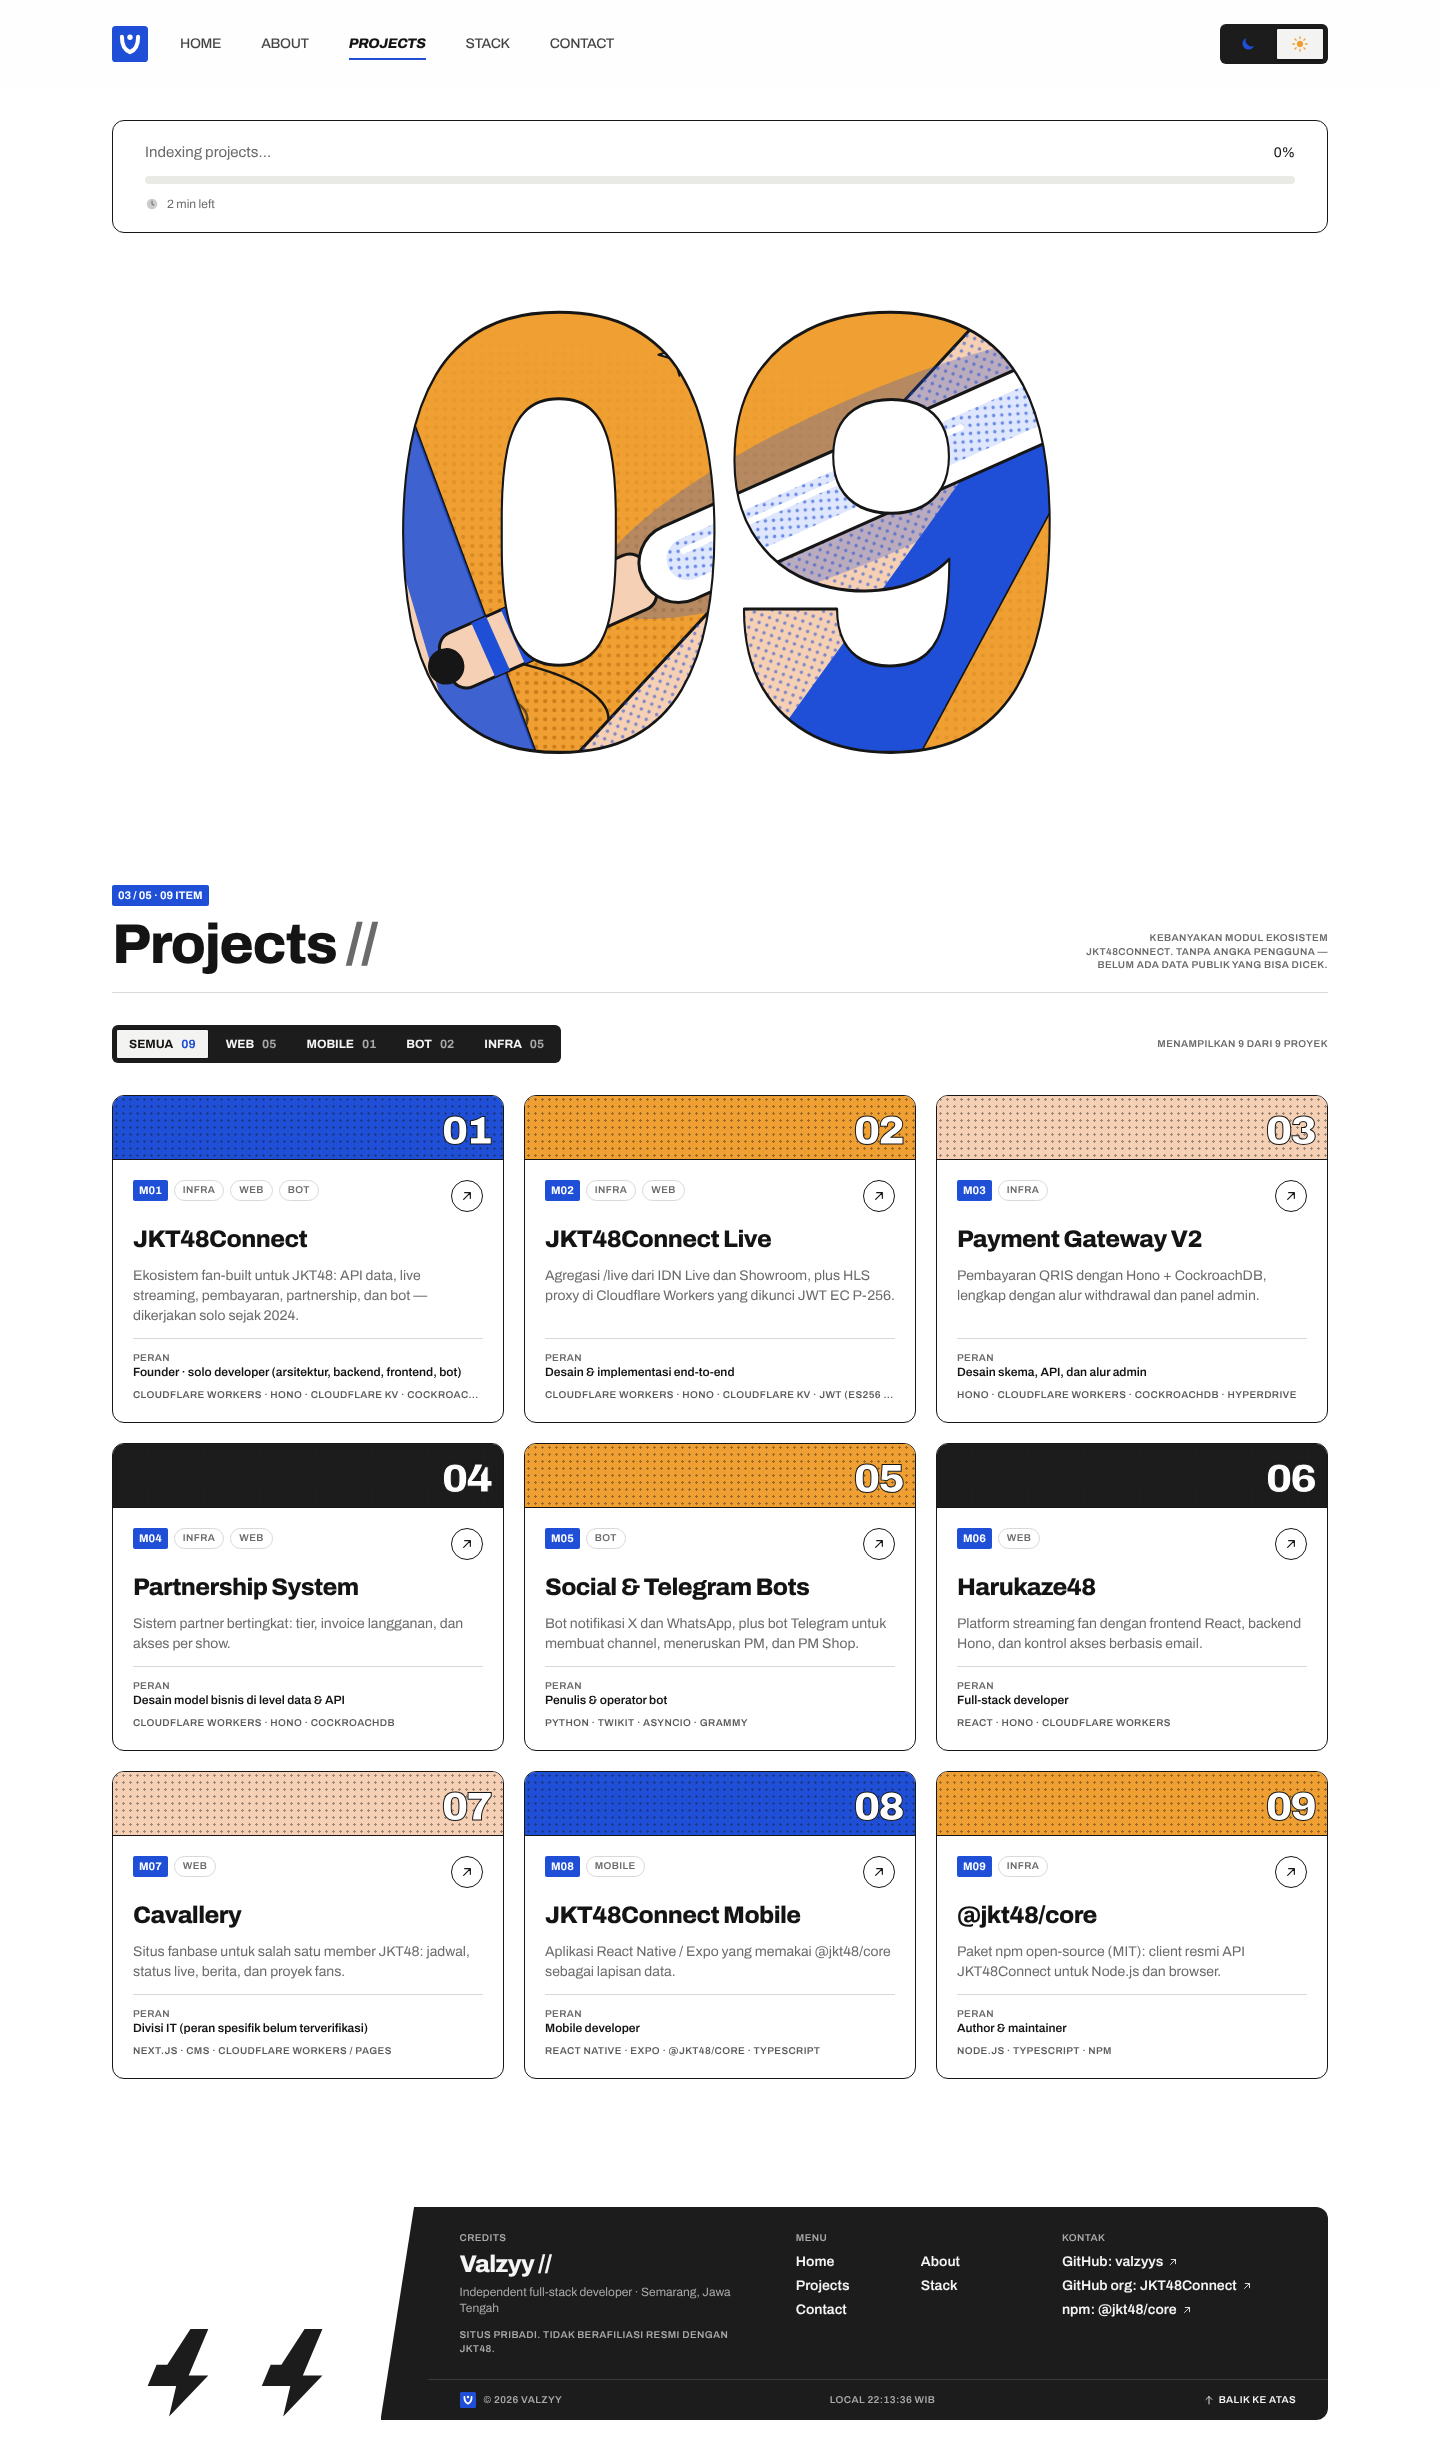 HOME ABOUT PROJECTS STACK CONTACT
Indexing projects... 0%
2 min left
09
03 / 05 · 09 ITEM
Projects //
KEBANYAKAN MODUL EKOSISTEM
JKT48CONNECT. TANPA ANGKA PENGGUNA —
BELUM ADA DATA PUBLIK YANG BISA DICEK.
SEMUA 09 WEB 05 MOBILE 01 BOT 02 INFRA 05
MENAMPILKAN 9 DARI 9 PROYEK
01
M01 INFRA WEB BOT
JKT48Connect
Ekosistem fan-built untuk JKT48: API data, live
streaming, pembayaran, partnership, dan bot —
dikerjakan solo sejak 2024.
PERAN
Founder · solo developer (arsitektur, backend, frontend, bot)
CLOUDFLARE WORKERS · HONO · CLOUDFLARE KV · COCKROAC...
02
M02 INFRA WEB
JKT48Connect Live
Agregasi /live dari IDN Live dan Showroom, plus HLS
proxy di Cloudflare Workers yang dikunci JWT EC P-256.
PERAN
Desain & implementasi end-to-end
CLOUDFLARE WORKERS · HONO · CLOUDFLARE KV · JWT (ES256 ...
03
M03 INFRA
Payment Gateway V2
Pembayaran QRIS dengan Hono + CockroachDB,
lengkap dengan alur withdrawal dan panel admin.
PERAN
Desain skema, API, dan alur admin
HONO · CLOUDFLARE WORKERS · COCKROACHDB · HYPERDRIVE
04
M04 INFRA WEB
Partnership System
Sistem partner bertingkat: tier, invoice langganan, dan
akses per show.
PERAN
Desain model bisnis di level data & API
CLOUDFLARE WORKERS · HONO · COCKROACHDB
05
M05 BOT
Social & Telegram Bots
Bot notifikasi X dan WhatsApp, plus bot Telegram untuk
membuat channel, meneruskan PM, dan PM Shop.
PERAN
Penulis & operator bot
PYTHON · TWIKIT · ASYNCIO · GRAMMY
06
M06 WEB
Harukaze48
Platform streaming fan dengan frontend React, backend
Hono, dan kontrol akses berbasis email.
PERAN
Full-stack developer
REACT · HONO · CLOUDFLARE WORKERS
07
M07 WEB
Cavallery
Situs fanbase untuk salah satu member JKT48: jadwal,
status live, berita, dan proyek fans.
PERAN
Divisi IT (peran spesifik belum terverifikasi)
NEXT.JS · CMS · CLOUDFLARE WORKERS / PAGES
08
M08 MOBILE
JKT48Connect Mobile
Aplikasi React Native / Expo yang memakai @jkt48/core
sebagai lapisan data.
PERAN
Mobile developer
REACT NATIVE · EXPO · @JKT48/CORE · TYPESCRIPT
09
M09 INFRA
@jkt48/core
Paket npm open-source (MIT): client resmi API
JKT48Connect untuk Node.js dan browser.
PERAN
Author & maintainer
NODE.JS · TYPESCRIPT · NPM
CREDITS
Valzyy //
Independent full-stack developer · Semarang, Jawa
Tengah
SITUS PRIBADI. TIDAK BERAFILIASI RESMI DENGAN
JKT48.
MENU
Home About
Projects Stack
Contact
KONTAK
GitHub: valzyys ↗
GitHub org: JKT48Connect ↗
npm: @jkt48/core ↗
© 2026 VALZYY
LOCAL 22:13:36 WIB
↑ BALIK KE ATAS